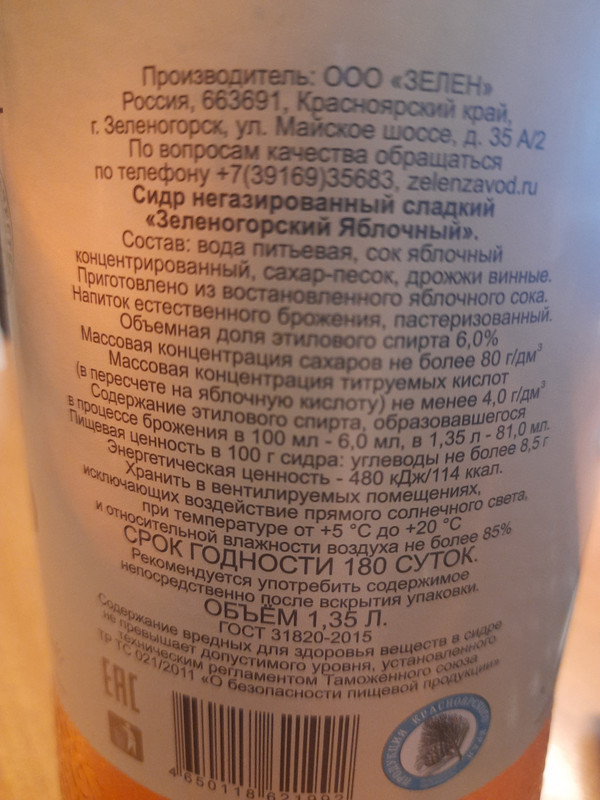 Производитель: ООО «ЗЕЛЕН»
Россия, 663691, Красноярский край,
г. Зеленогорск, ул. Майское шоссе, д. 35 А/2
По вопросам качества обращаться
по телефону +7(39169)35683, zelenzavod.ru
Сидр негазированный сладкий
«Зеленогорский Яблочный».
Состав: вода питьевая, сок яблочный
концентрированный, сахар-песок, дрожжи винные.
Приготовлено из востановленного яблочного сока.
Напиток естественного брожения, пастеризованный.
Объемная доля этилового спирта 6,0%
Массовая концентрация сахаров не более 80 г/дм³
Массовая концентрация титруемых кислот
(в пересчете на яблочную кислоту) не менее 4,0 г/дм³
Содержание этилового спирта, образовавшегося
в процессе брожения в 100 мл - 6,0 мл, в 1,35 л - 81,0 мл.
Пищевая ценность в 100 г сидра: углеводы не более 8,5 г
Энергетическая ценность - 480 кДж/114 ккал.
Хранить в вентилируемых помещениях,
исключающих воздействие прямого солнечного света,
при температуре от +5 °С до +20 °С
и относительной влажности воздуха не более 85%
СРОК ГОДНОСТИ 180 СУТОК.
Рекомендуется употребить содержимое
непосредственно после вскрытия упаковки.
ОБЪЁМ 1,35 Л.
ГОСТ 31820-2015
Содержание вредных для здоровья веществ в сидре
не превышает допустимого уровня, установленного
техническим регламентом Таможенного союза
ТР ТС 021/2011 «О безопасности пищевой продукции»
ЕАС
ПРОДУКЦИЯ КРАСНОЯРСКОГО КРАЯ
4 650118 621992